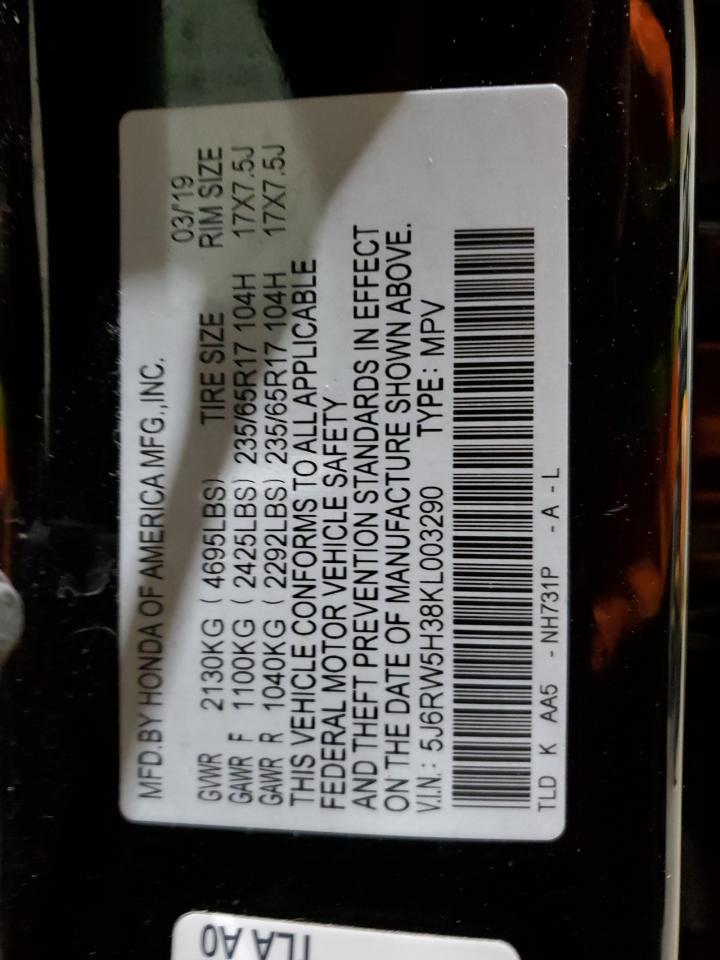 MFD.BY HONDA OF AMERICA MFG.,INC.
03/'19
GVWR 2130KG ( 4695LBS) TIRE SIZE RIM SIZE
GAWR F 1100KG ( 2425LBS) 235/65R17 104H 17X7.5J
GAWR R 1040KG ( 2292LBS) 235/65R17 104H 17X7.5J
THIS VEHICLE CONFORMS TO ALL APPLICABLE
FEDERAL MOTOR VEHICLE SAFETY
AND THEFT PREVENTION STANDARDS IN EFFECT
ON THE DATE OF MANUFACTURE SHOWN ABOVE.
V.I.N.: 5J6RW5H38KL003290 TYPE: MPV
TLD K AA5 - NH731P - A - L
TLA A0